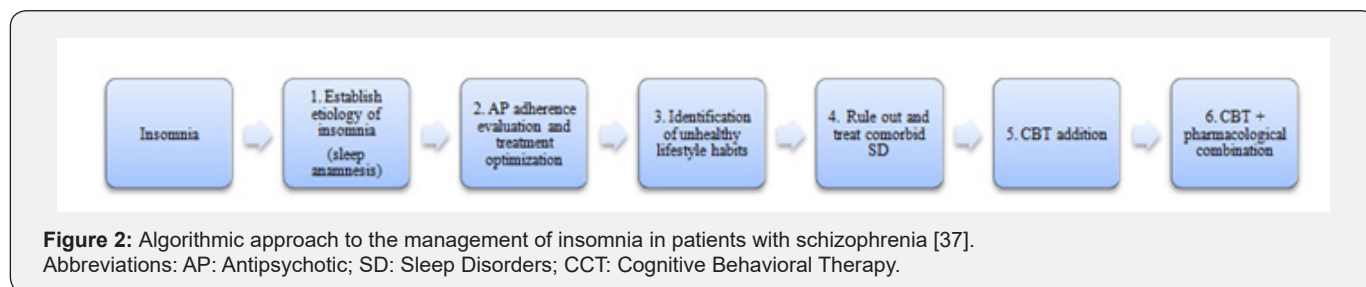 Insomnia
1. Establish
etiology of
insomnia
(sleep
anamnesis)
2. AP adherence
evaluation and
treatment
optimization
3. Identification
of unhealthy
lifestyle habits
4. Rule out and
treat comorbid
SD
5. CBT addition
6. CBT +
pharmacological
combination
Figure 2: Algorithmic approach to the management of insomnia in patients with schizophrenia [37].
Abbreviations: AP: Antipsychotic; SD: Sleep Disorders; CCT: Cognitive Behavioral Therapy.